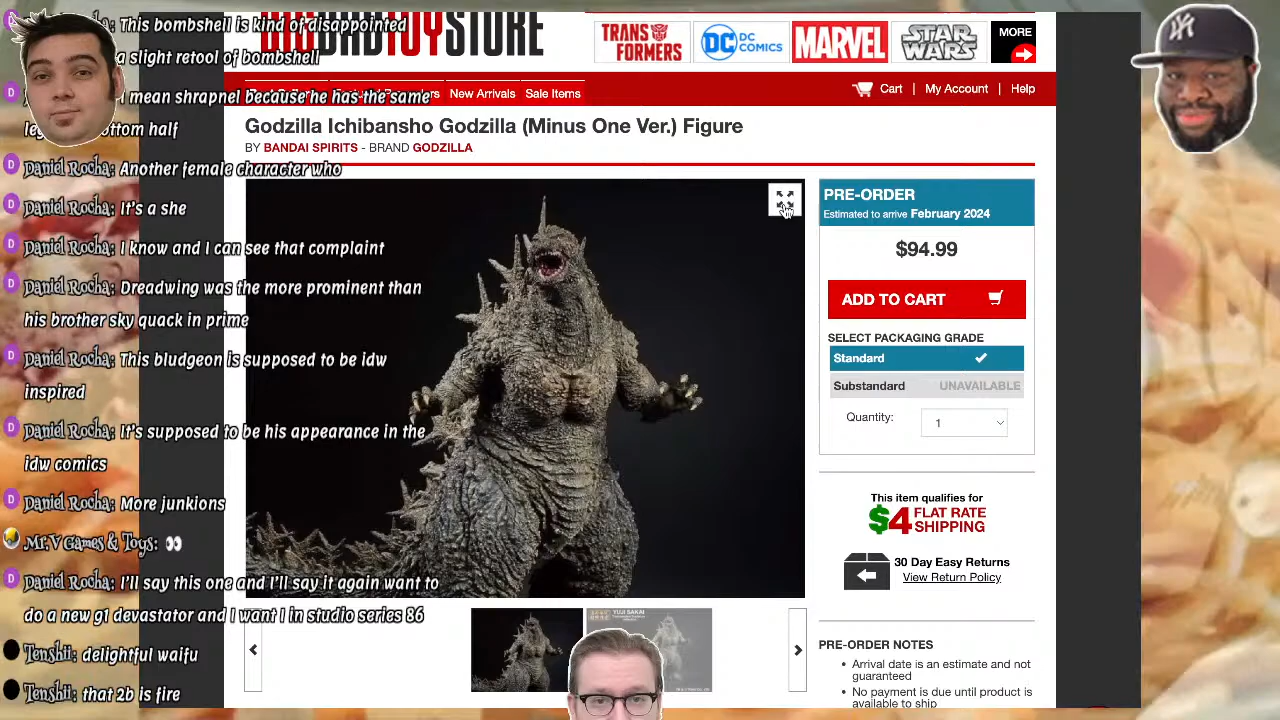 This bombshell is kind of disappointed
a slight retool of bombshell
mean shrapnel because he has the same
bottom half
Daniel Rocha: Another female character who
Daniel Rocha: It's a she
Daniel Rocha: I know and I can see that complaint
Daniel Rocha: Dreadwing was the more prominent than
his brother sky quack in prime
Daniel Rocha: This bludgeon is supposed to be idw
inspired
Daniel Rocha: It's supposed to be his appearance in the
idw comics
Daniel Rocha: More junkions
Mr.V Games & Toys: 👀
Daniel Rocha: I'll say this one and I'll say it again want to
do a new g1 devastator and I want I in studio series 86
Tenshii: delightful waifu
Tenshii: that 2b is fire
TOYSTORE
TRANSFORMERS
DC COMICS
MARVEL
STAR WARS
MORE
New Arrivals
Sale Items
Cart | My Account | Help
Godzilla Ichibansho Godzilla (Minus One Ver.) Figure
BY BANDAI SPIRITS - BRAND GODZILLA
PRE-ORDER
Estimated to arrive February 2024
$94.99
ADD TO CART
SELECT PACKAGING GRADE
Standard
Substandard UNAVAILABLE
Quantity: 1
This item qualifies for
$4 FLAT RATE SHIPPING
30 Day Easy Returns
View Return Policy
YUJI SAKAI
PRE-ORDER NOTES
• Arrival date is an estimate and not
guaranteed
• No payment is due until product is
available to ship